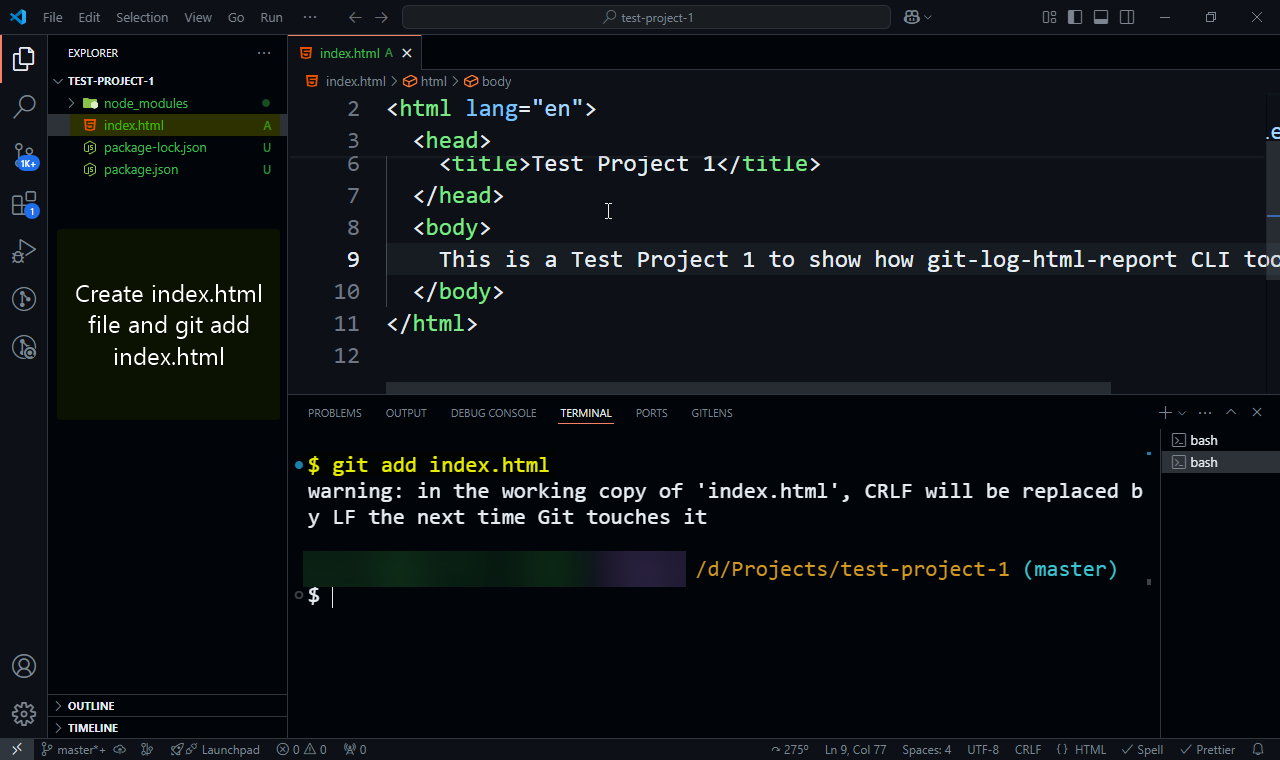 File Edit Selection View Go Run ··· test-project-1
EXPLORER ···
TEST-PROJECT-1
node_modules
index.html A
package-lock.json U
package.json U
1K+
1
Create index.html
file and git add
index.html
OUTLINE
TIMELINE
index.html A
index.html > html > body
2 <html lang="en">
3 <head>
6 <title>Test Project 1</title>
7 </head>
8 <body>
9 This is a Test Project 1 to show how git-log-html-report CLI too
10 </body>
11 </html>
12
PROBLEMS OUTPUT DEBUG CONSOLE TERMINAL PORTS GITLENS
bash
bash
$ git add index.html
warning: in the working copy of 'index.html', CRLF will be replaced b
y LF the next time Git touches it
/d/Projects/test-project-1 (master)
$
master*+ Launchpad 0 0 0 275° Ln 9, Col 77 Spaces: 4 UTF-8 CRLF {} HTML Spell Prettier